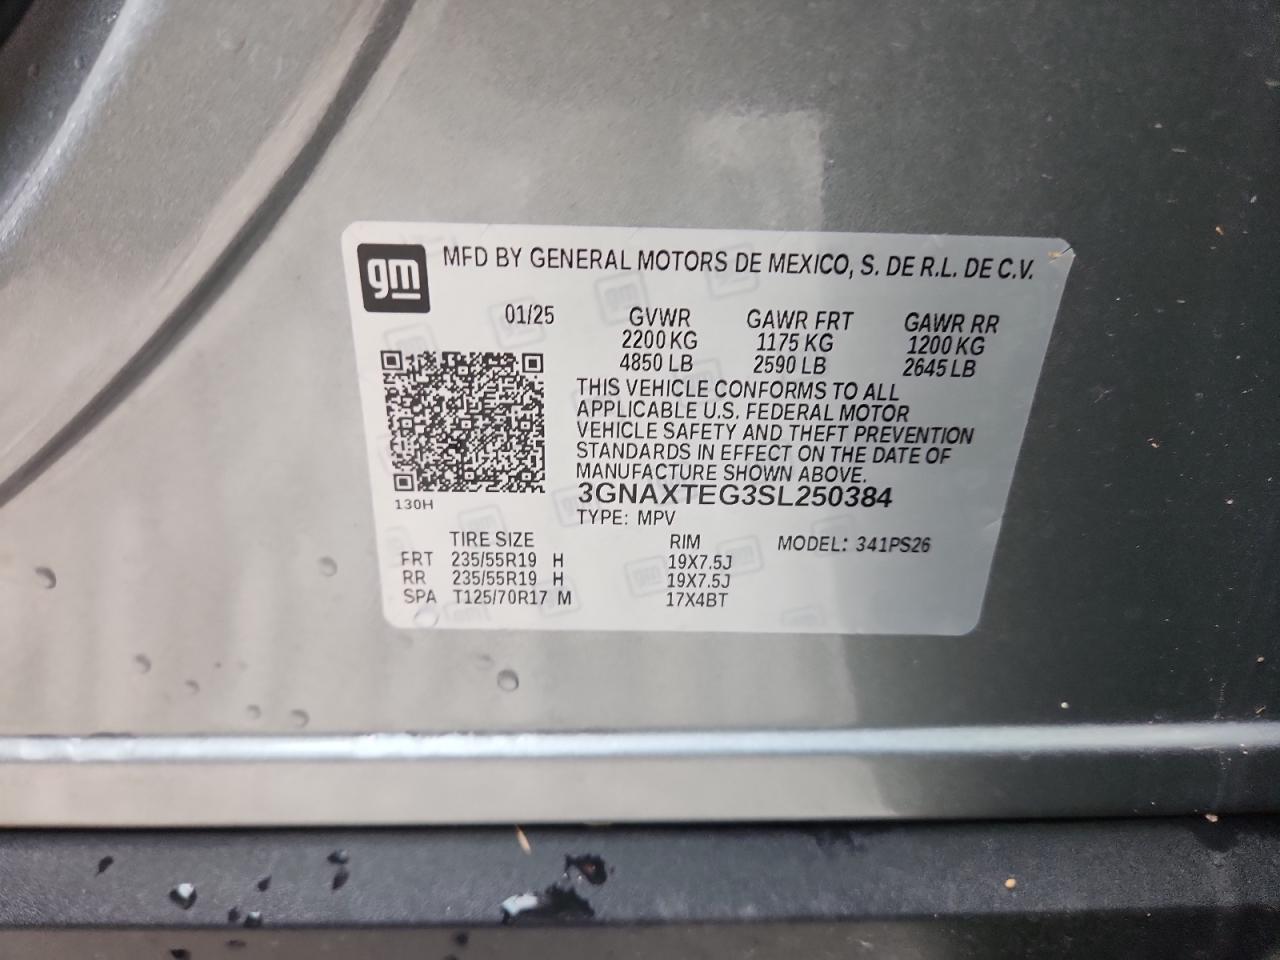 gm
MFD BY GENERAL MOTORS DE MEXICO, S. DE R.L. DE C.V.
01/25 GVWR GAWR FRT GAWR RR
2200 KG 1175 KG 1200 KG
4850 LB 2590 LB 2645 LB
THIS VEHICLE CONFORMS TO ALL
APPLICABLE U.S. FEDERAL MOTOR
VEHICLE SAFETY AND THEFT PREVENTION
STANDARDS IN EFFECT ON THE DATE OF
MANUFACTURE SHOWN ABOVE.
3GNAXTEG3SL250384
130H
TYPE: MPV
TIRE SIZE RIM MODEL: 341PS26
FRT 235/55R19 H 19X7.5J
RR 235/55R19 H 19X7.5J
SPA T125/70R17 M 17X4BT